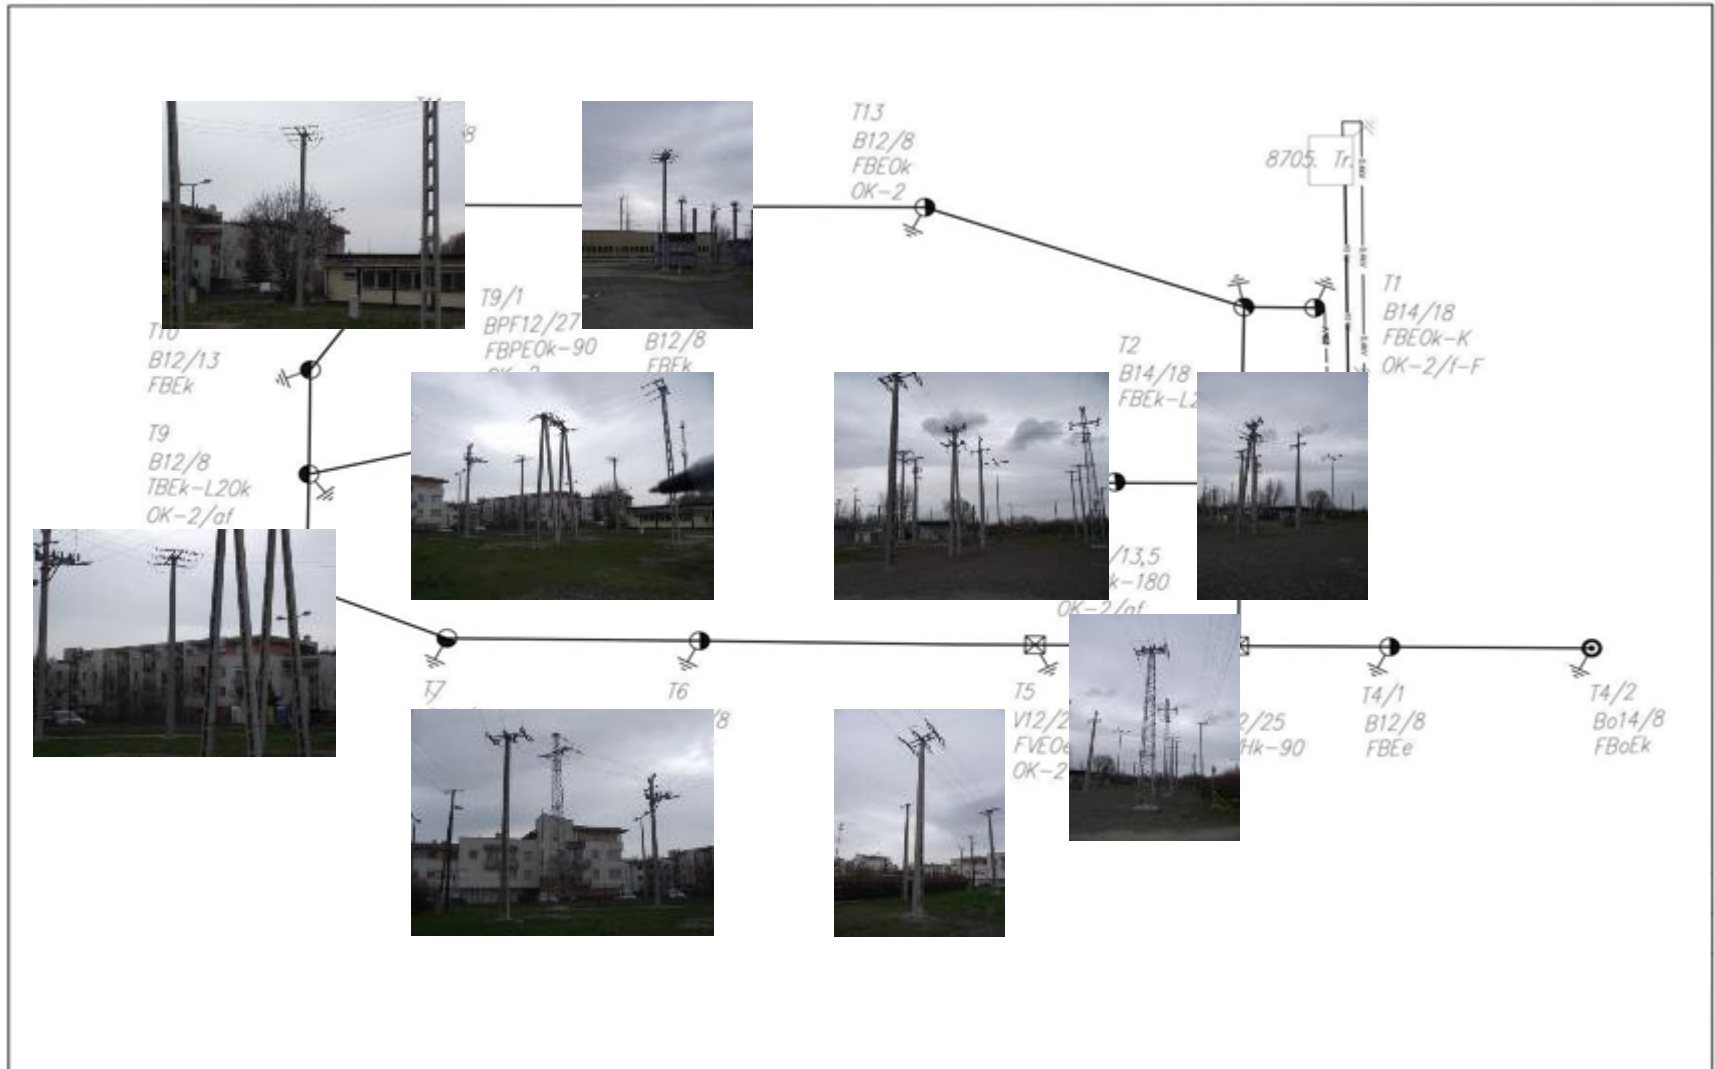 T13
B12/8
FBEOk
OK-2
8705. Tr.
T1
B14/18
FBEOk-K
OK-2/f-F
T9/1
BPF12/27
FBPEOk-90
B12/8
FBEk
T2
B14/18
FBEk-L2
T10
B12/13
FBEk
T9
B12/8
TBEk-L2Ok
OK-2/af
/13,5
k-180
OK-2/af
T7
T6
/8
T5
V12/2
FVEOe
OK-2
2/25
Hk-90
T4/1
B12/8
FBEe
T4/2
Bo14/8
FBoEk